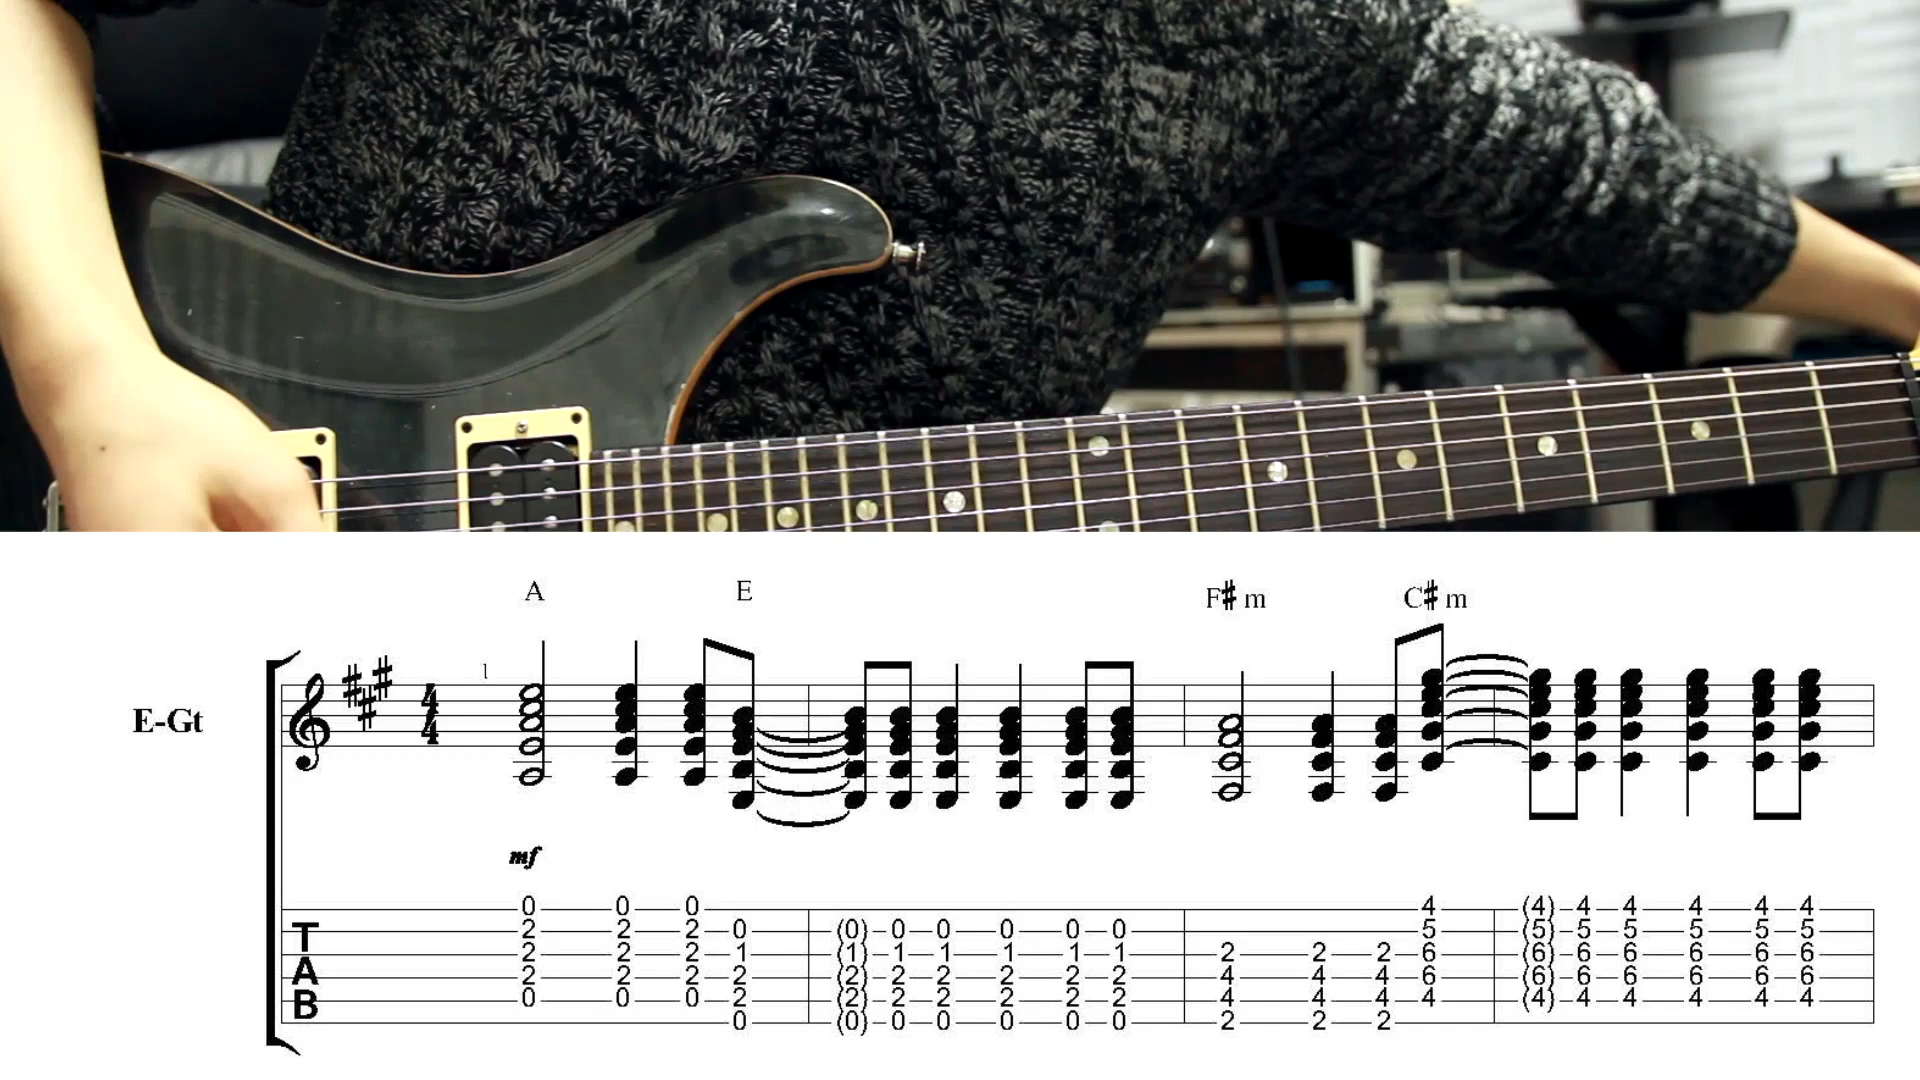 A E F♯m C♯m
1
4
4
E-Gt
mf
0 0 0 4 (4) 4 4 4 4 4
2 2 2 0 (0) 0 0 0 0 0 5 (5) 5 5 5 5 5
2 2 2 1 (1) 1 1 1 1 1 2 2 2 6 (6) 6 6 6 6 6
2 2 2 2 (2) 2 2 2 2 2 4 4 4 6 (6) 6 6 6 6 6
0 0 0 2 (2) 2 2 2 2 2 4 4 4 4 (4) 4 4 4 4 4
0 (0) 0 0 0 0 0 2 2 2
T
A
B